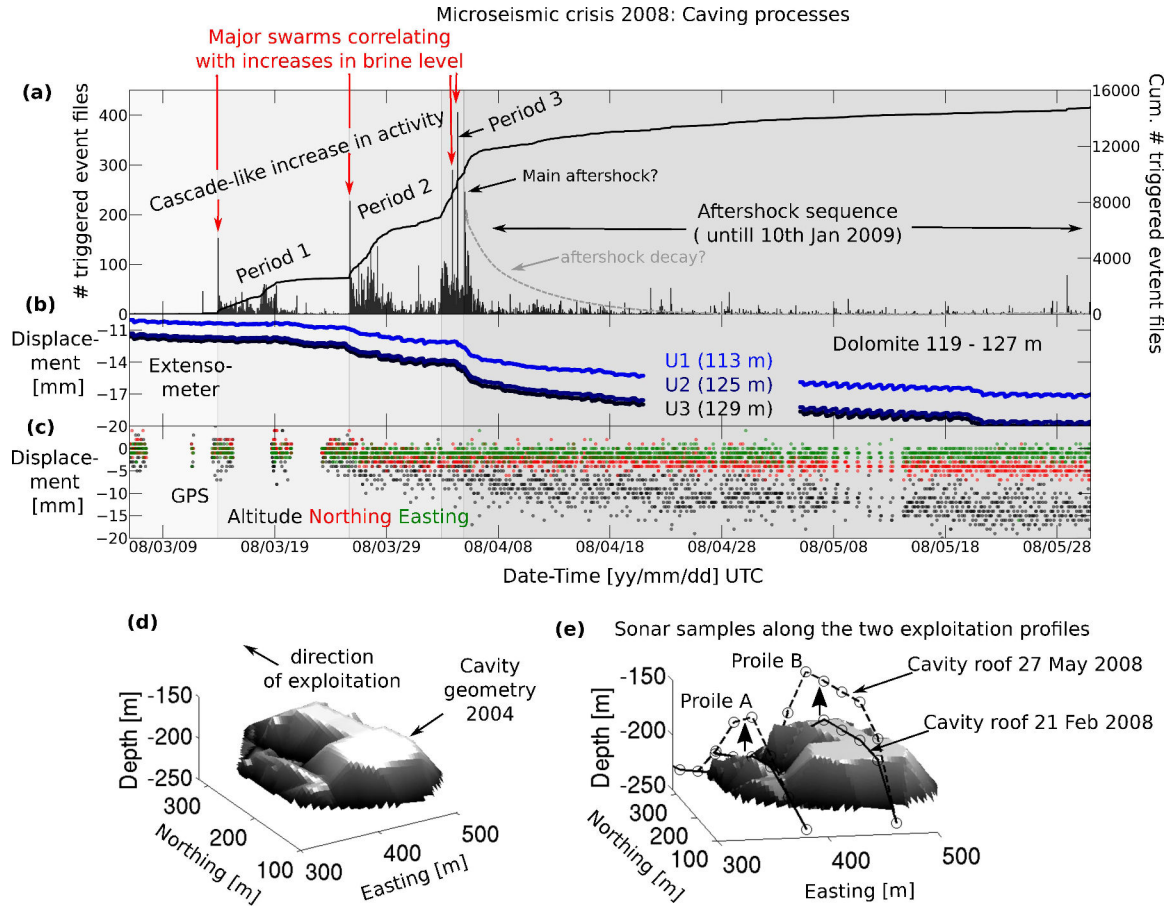 Microseismic crisis 2008: Caving processes
Major swarms correlating
with increases in brine level
(a)
# triggered event files
400
350
300
250
200
150
100
50
0
Cascade-like increase in activity
Period 1
Period 2
Period 3
Main aftershock?
Aftershock sequence
( untill 10th Jan 2009)
aftershock decay?
16000
12000
8000
4000
0
Cum. # triggered evtent files
(b)
Displace-
ment
[mm]
−11
−14
−17
−20
Extenso-
meter
U1 (113 m)
U2 (125 m)
U3 (129 m)
Dolomite 119 - 127 m
(c)
Displace-
ment
[mm]
0
−5
−10
−15
−20
GPS
Altitude Northing Easting
08/03/09 08/03/19 08/03/29 08/04/08 08/04/18 08/04/28 08/05/08 08/05/18 08/05/28
Date-Time [yy/mm/dd] UTC
(d)
direction
of exploitation
Cavity
geometry
2004
Depth [m]
-150
-200
-250
300
200
100
Northing [m]
300
400
500
Easting [m]
(e)
Sonar samples along the two exploitation profiles
Proile B
Proile A
Cavity roof 27 May 2008
Cavity roof 21 Feb 2008
Depth [m]
-150
-200
-250
300
200
100
Northing [m]
300
400
500
Easting [m]